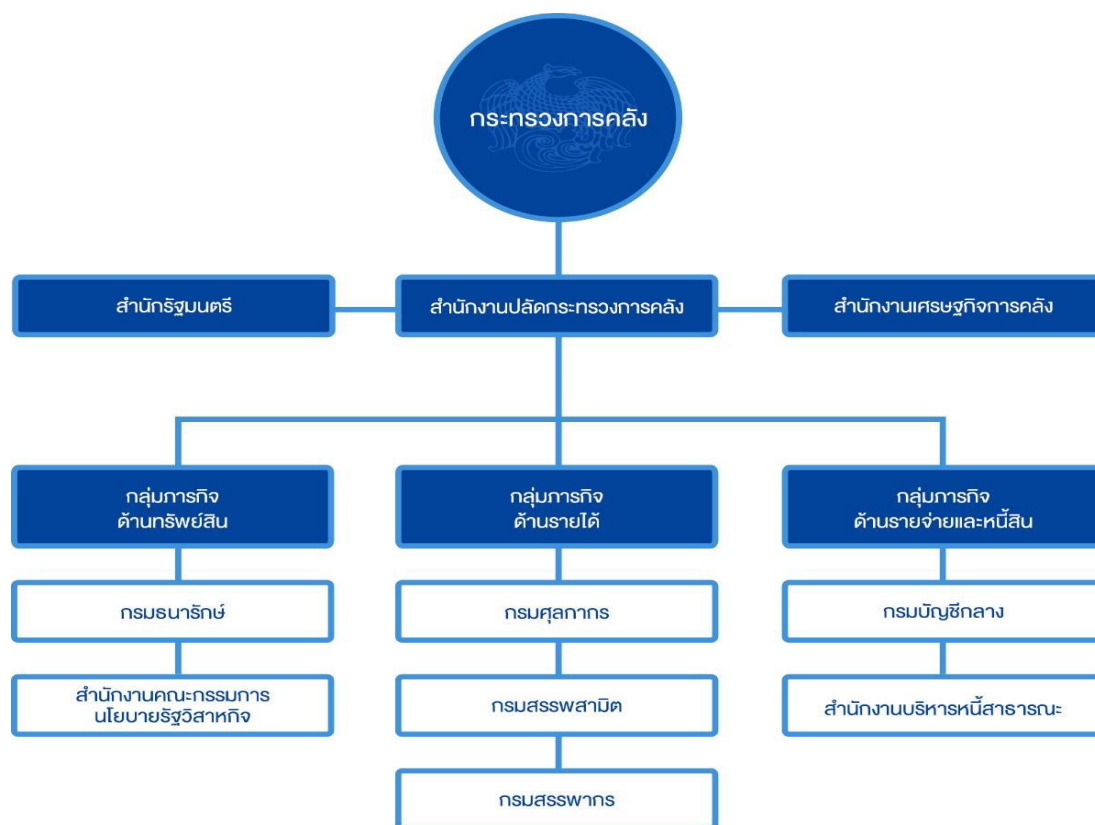 กระทรวงการคลัง
สำนักรัฐมนตรี
สำนักงานปลัดกระทรวงการคลัง
สำนักงานเศรษฐกิจการคลัง
กลุ่มภารกิจ
ด้านทรัพย์สิน
กลุ่มภารกิจ
ด้านรายได้
กลุ่มภารกิจ
ด้านรายจ่ายและหนี้สิน
กรมธนารักษ์
กรมศุลกากร
กรมบัญชีกลาง
สำนักงานคณะกรรมการ
นโยบายรัฐวิสาหกิจ
กรมสรรพสามิต
สำนักงานบริหารหนี้สาธารณะ
กรมสรรพากร